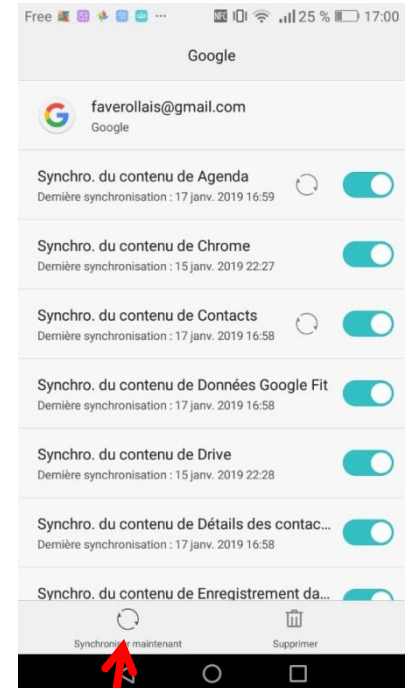 Free ... 25 % 17:00
Google
faverollais@gmail.com
Google
Synchro. du contenu de Agenda
Dernière synchronisation : 17 janv. 2019 16:59
Synchro. du contenu de Chrome
Dernière synchronisation : 15 janv. 2019 22:27
Synchro. du contenu de Contacts
Dernière synchronisation : 17 janv. 2019 16:58
Synchro. du contenu de Données Google Fit
Dernière synchronisation : 17 janv. 2019 16:58
Synchro. du contenu de Drive
Dernière synchronisation : 15 janv. 2019 22:28
Synchro. du contenu de Détails des contac...
Dernière synchronisation : 17 janv. 2019 16:58
Synchro. du contenu de Enregistrement da...
Synchroniser maintenant Supprimer